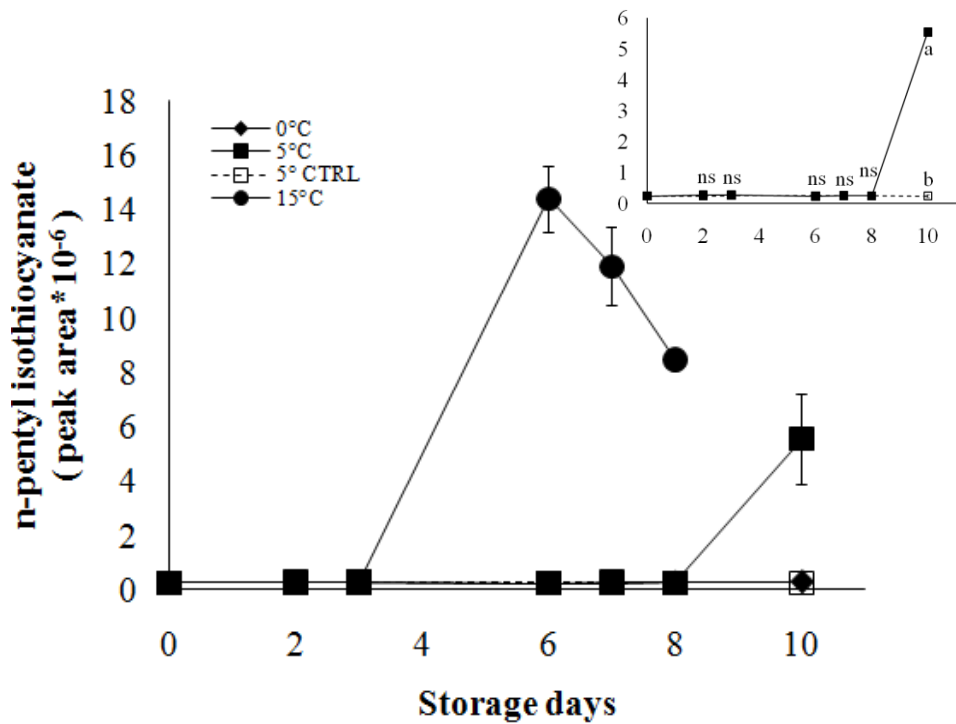 6
5
4
3
2
1
0
a
ns ns ns ns ns b
0 2 4 6 8 10
18
16
14
12
10
8
6
4
2
0
0°C
5°C
5° CTRL
15°C
n-pentyl isothiocyanate
(peak area*10-6)
0 2 4 6 8 10
Storage days